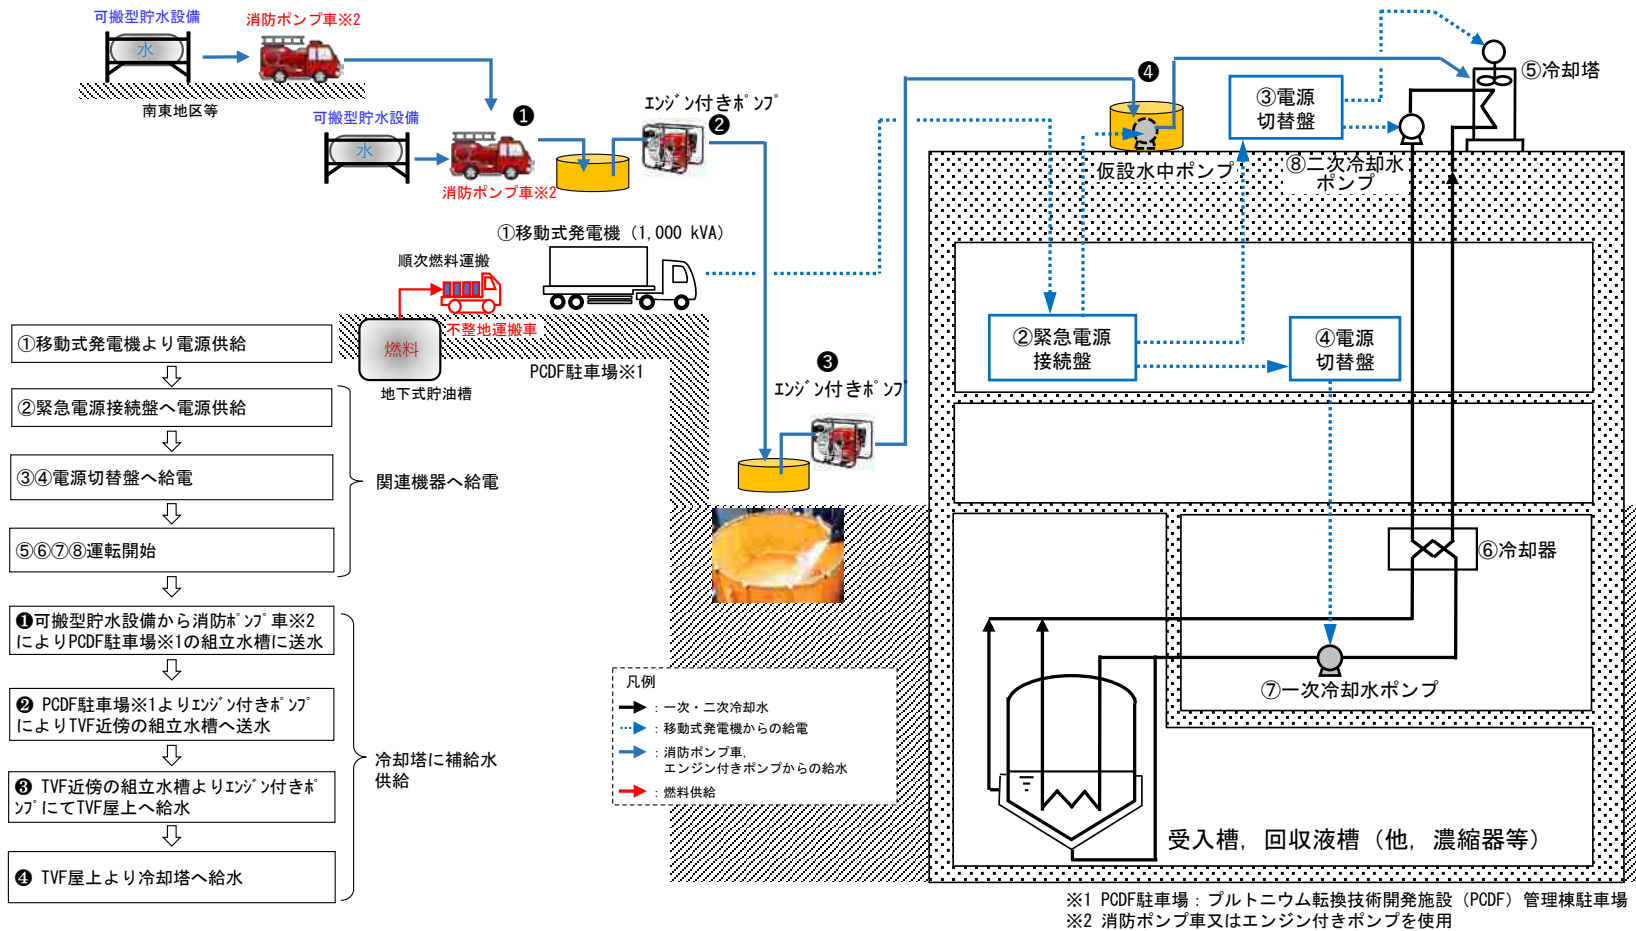 可搬型貯水設備
消防ポンプ車※2
水
南東地区等
可搬型貯水設備
水
❶
消防ポンプ車※2
エンジン付きポンプ
❷
①移動式発電機（1,000 kVA）
順次燃料運搬
不整地運搬車
燃料
地下式貯油槽
PCDF駐車場※1
❸
エンジン付きポンプ
❹
仮設水中ポンプ
③電源
切替盤
⑤冷却塔
⑧二次冷却水
ポンプ
②緊急電源
接続盤
④電源
切替盤
⑥冷却器
⑦一次冷却水ポンプ
受入槽，回収液槽（他，濃縮器等）
①移動式発電機より電源供給
②緊急電源接続盤へ電源供給
③④電源切替盤へ給電
⑤⑥⑦⑧運転開始
関連機器へ給電
❶可搬型貯水設備から消防ポンプ車※2
によりPCDF駐車場※1の組立水槽に送水
❷ PCDF駐車場※1よりエンジン付きポンプ
によりTVF近傍の組立水槽へ送水
❸ TVF近傍の組立水槽よりエンジン付きポ
ンプにてTVF屋上へ給水
❹ TVF屋上より冷却塔へ給水
冷却塔に補給水
供給
凡例
：一次・二次冷却水
：移動式発電機からの給電
：消防ポンプ車，
エンジン付きポンプからの給水
：燃料供給
※1 PCDF駐車場：プルトニウム転換技術開発施設（PCDF）管理棟駐車場
※2 消防ポンプ車又はエンジン付きポンプを使用